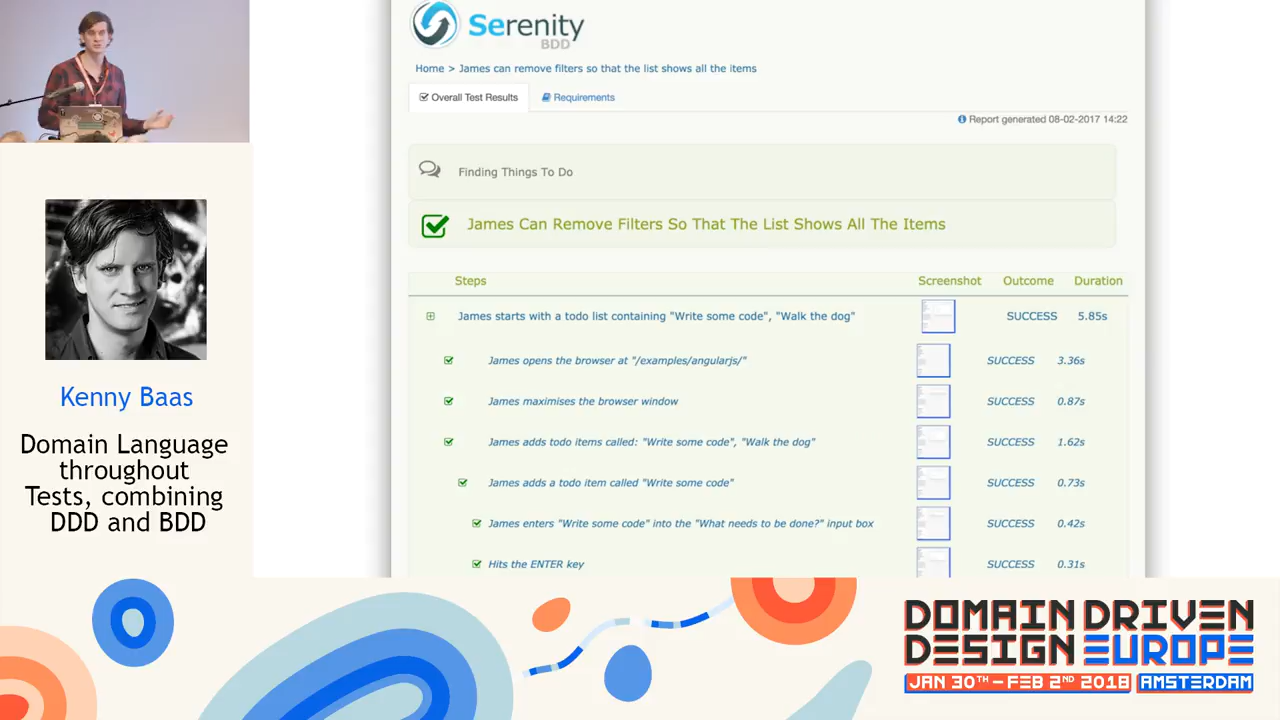 Serenity
BDD
Home > James can remove filters so that the list shows all the items
Overall Test Results
Requirements
Report generated 08-02-2017 14:22
Finding Things To Do
James Can Remove Filters So That The List Shows All The Items
Steps Screenshot Outcome Duration
James starts with a todo list containing "Write some code", "Walk the dog" SUCCESS 5.85s
James opens the browser at "/examples/angularjs/" SUCCESS 3.36s
James maximises the browser window SUCCESS 0.87s
James adds todo items called: "Write some code", "Walk the dog" SUCCESS 1.62s
James adds a todo item called "Write some code" SUCCESS 0.73s
James enters "Write some code" into the "What needs to be done?" input box SUCCESS 0.42s
Hits the ENTER key SUCCESS 0.31s
Kenny Baas
Domain Language
throughout
Tests, combining
DDD and BDD
DOMAIN DRIVEN
DESIGN EUROPE
JAN 30TH - FEB 2ND 2018 AMSTERDAM